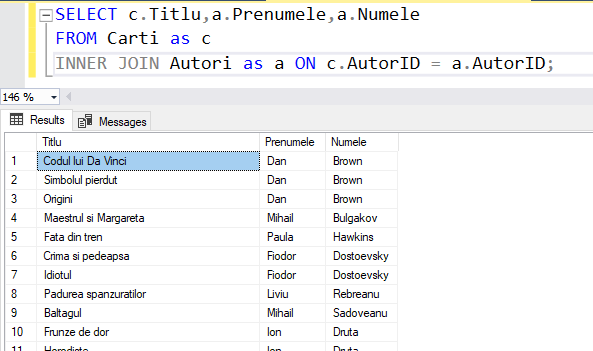 SELECT c.Titlu,a.Prenumele,a.Numele
FROM Carti as c
INNER JOIN Autori as a ON c.AutorID = a.AutorID;
146 %
Results Messages
Titlu Prenumele Numele
1 Codul lui Da Vinci Dan Brown
2 Simbolul pierdut Dan Brown
3 Origini Dan Brown
4 Maestrul si Margareta Mihail Bulgakov
5 Fata din tren Paula Hawkins
6 Crima si pedeapsa Fiodor Dostoevsky
7 Idiotul Fiodor Dostoevsky
8 Padurea spanzuratilor Liviu Rebreanu
9 Baltagul Mihail Sadoveanu
10 Frunze de dor Ion Druta
11 Ion Druta